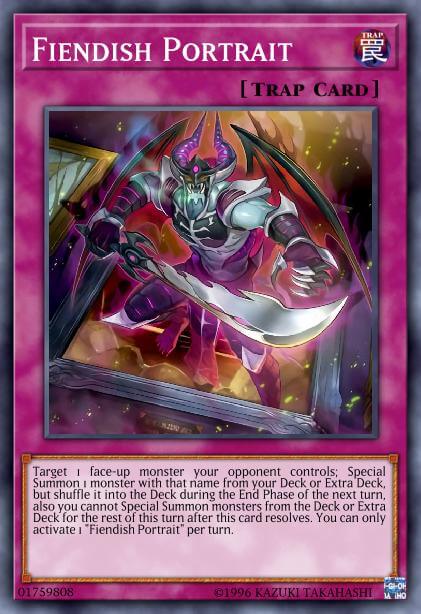 FIENDISH PORTRAIT
TRAP
罠
[TRAP CARD]
Target 1 face-up monster your opponent controls; Special
Summon 1 monster with that name from your Deck or Extra Deck,
but shuffle it into the Deck during the End Phase of the next turn,
also you cannot Special Summon monsters from the Deck or Extra
Deck for the rest of this turn after this card resolves. You can only
activate 1 "Fiendish Portrait" per turn.
01759808
©1996 KAZUKI TAKAHASHI